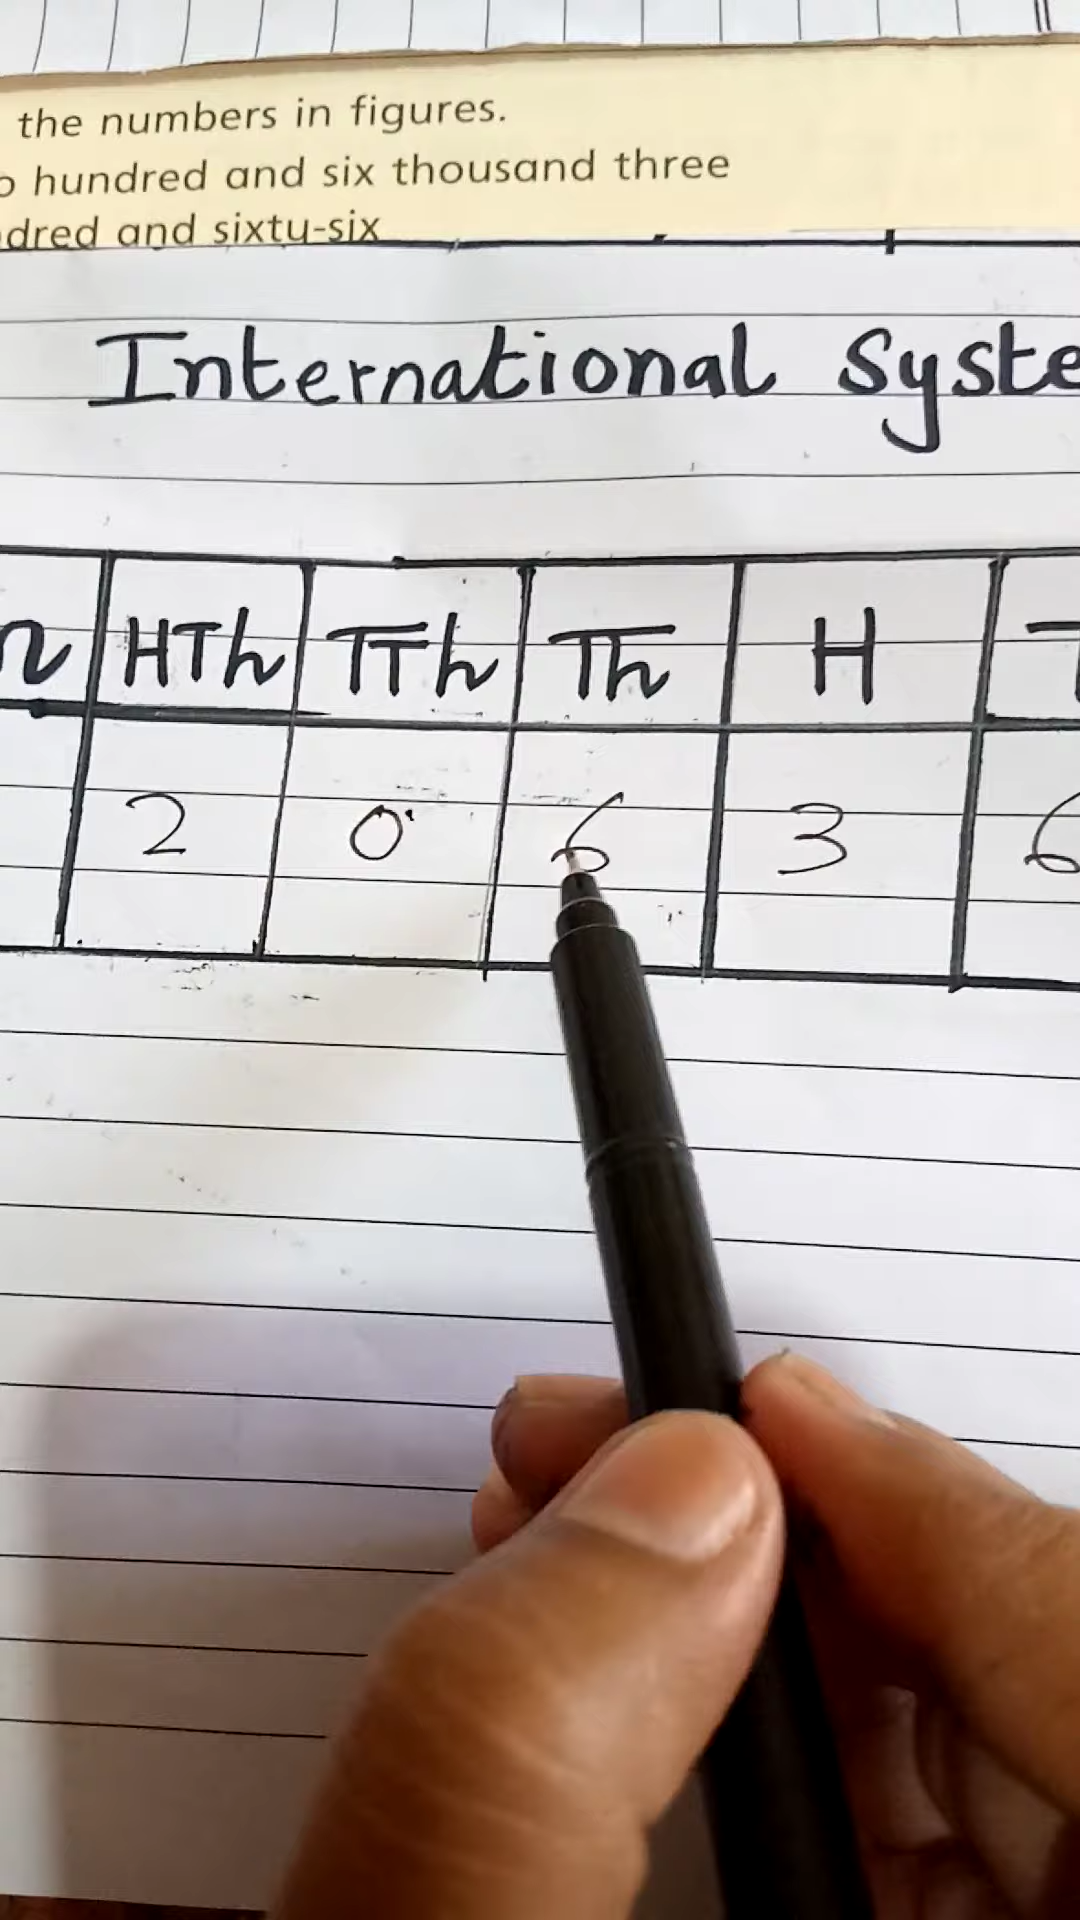 the numbers in figures.
hundred and six thousand three
dred and sixty-six
International Syste
HTh TTh Th H T
2 0 6 3 6